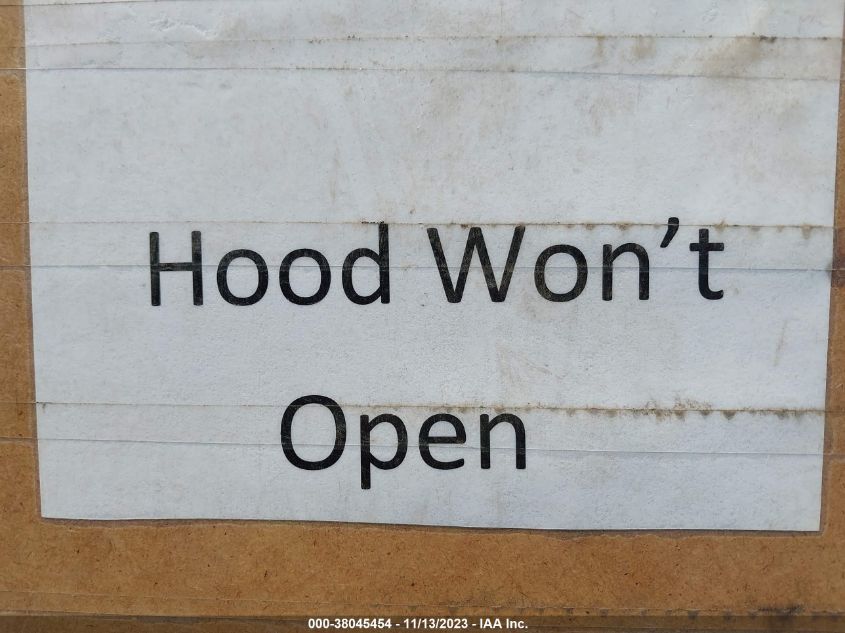 Hood Won’t
Open
000-38045454 - 11/13/2023 - IAA Inc.